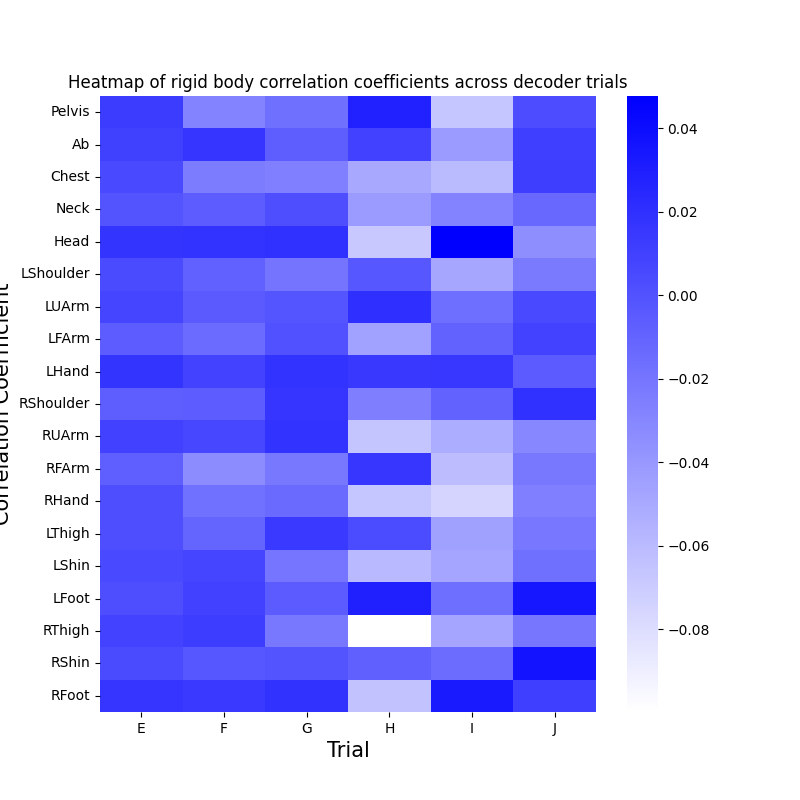 Heatmap of rigid body correlation coefficients across decoder trials
Pelvis
Ab
Chest
Neck
Head
LShoulder
LUArm
LFArm
LHand
RShoulder
RUArm
RFArm
RHand
LThigh
LShin
LFoot
RThigh
RShin
RFoot
E F G H I J
Trial
0.04
0.02
0.00
−0.02
−0.04
−0.06
−0.08